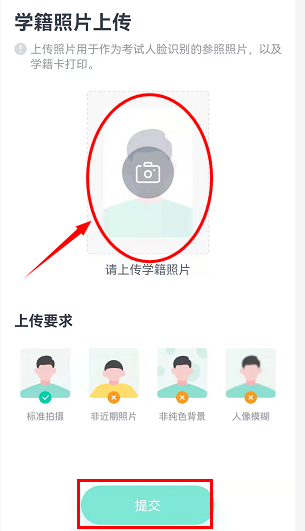 学籍照片上传
上传照片用于作为考试人脸识别的参照照片，以及
学籍卡打印。
请上传学籍照片
上传要求
标准拍摄 非近期照片 非纯色背景 人像模糊
提交